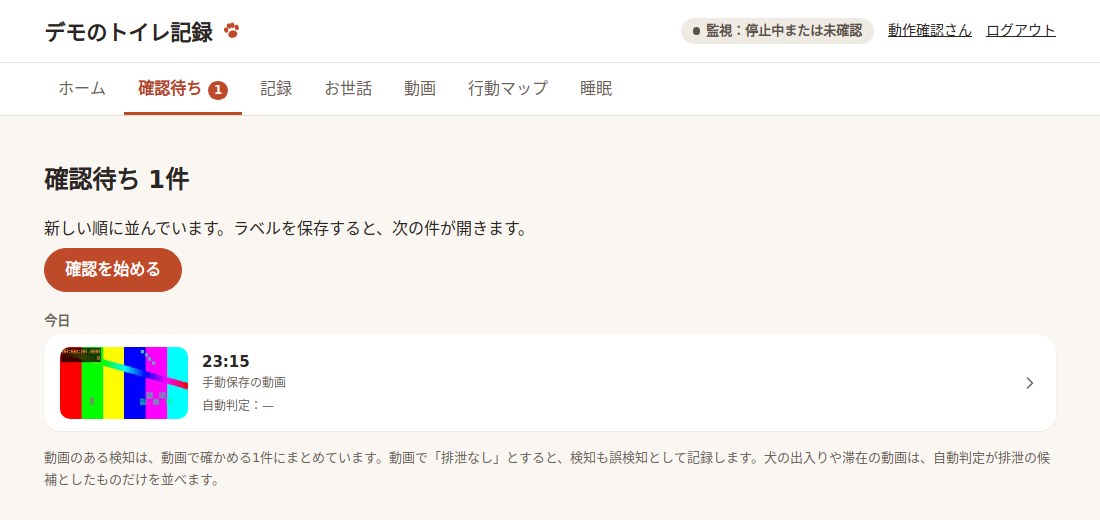 デモのトイレ記録
監視：停止中または未確認
動作確認さん
ログアウト
ホーム
確認待ち 1
記録
お世話
動画
行動マップ
睡眠
確認待ち 1件
新しい順に並んでいます。ラベルを保存すると、次の件が開きます。
確認を始める
今日
23:15
手動保存の動画
自動判定：—
動画のある検知は、動画で確かめる1件にまとめています。動画で「排泄なし」とすると、検知も誤検知として記録します。犬の出入りや滞在の動画は、自動判定が排泄の候
補としたものだけを並べます。